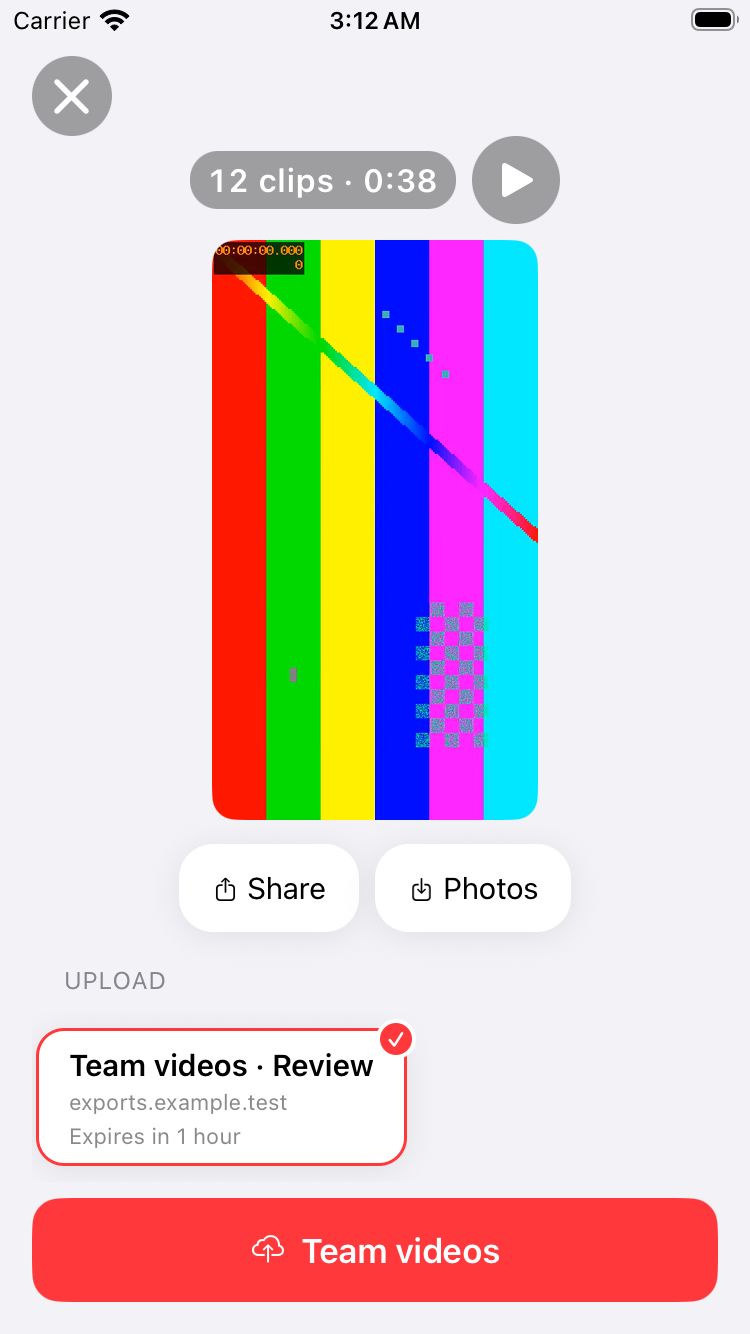 Carrier
3:12 AM
12 clips · 0:38
00:00:00.000
0
Share
Photos
UPLOAD
Team videos · Review
exports.example.test
Expires in 1 hour
Team videos